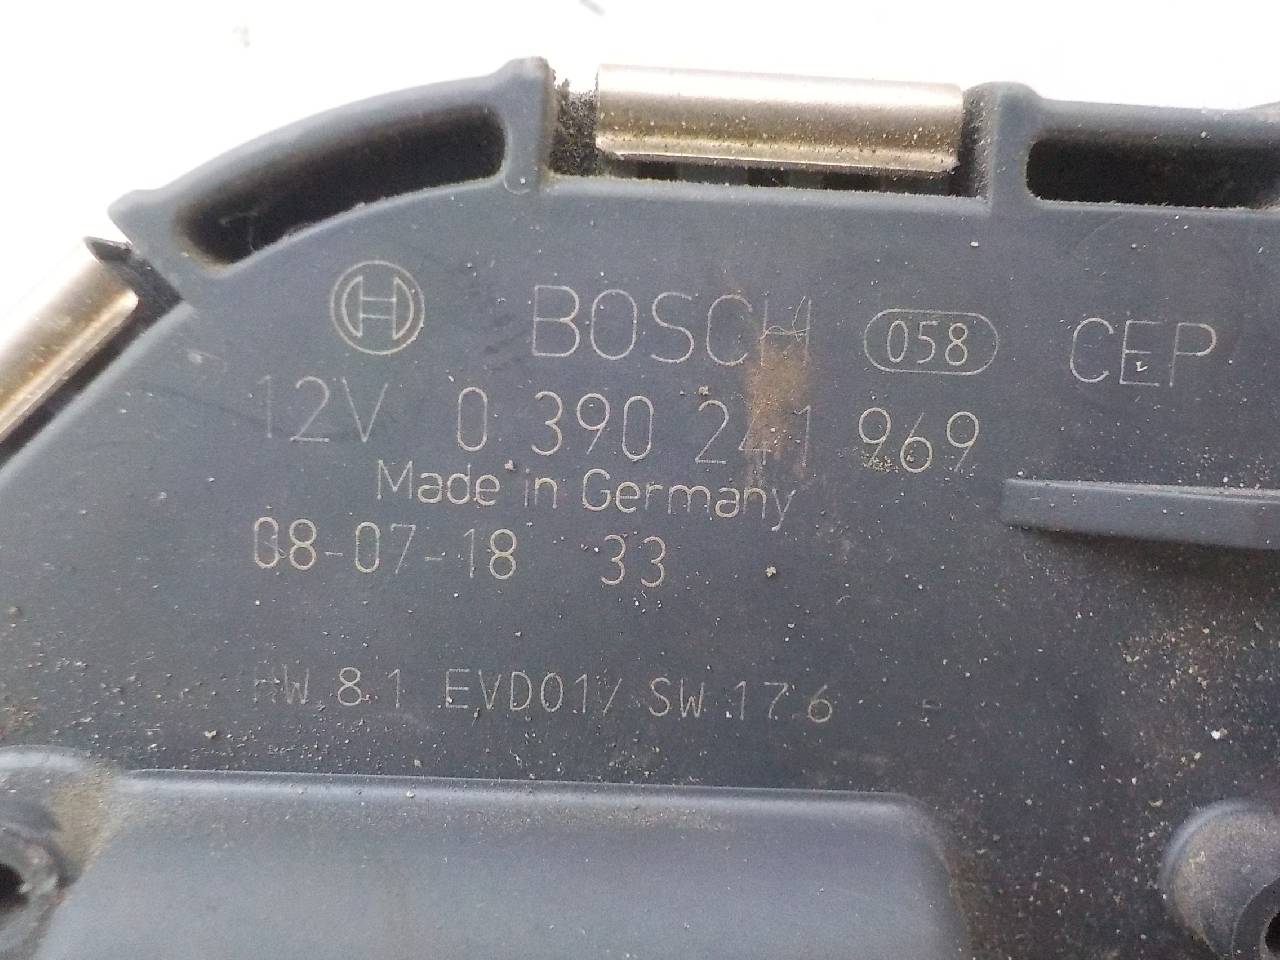 BOSCH 058 CEP
12V 0 390 241 969
Made in Germany
08-07-18 33
HW 8.1 EVD01/ SW 17.6